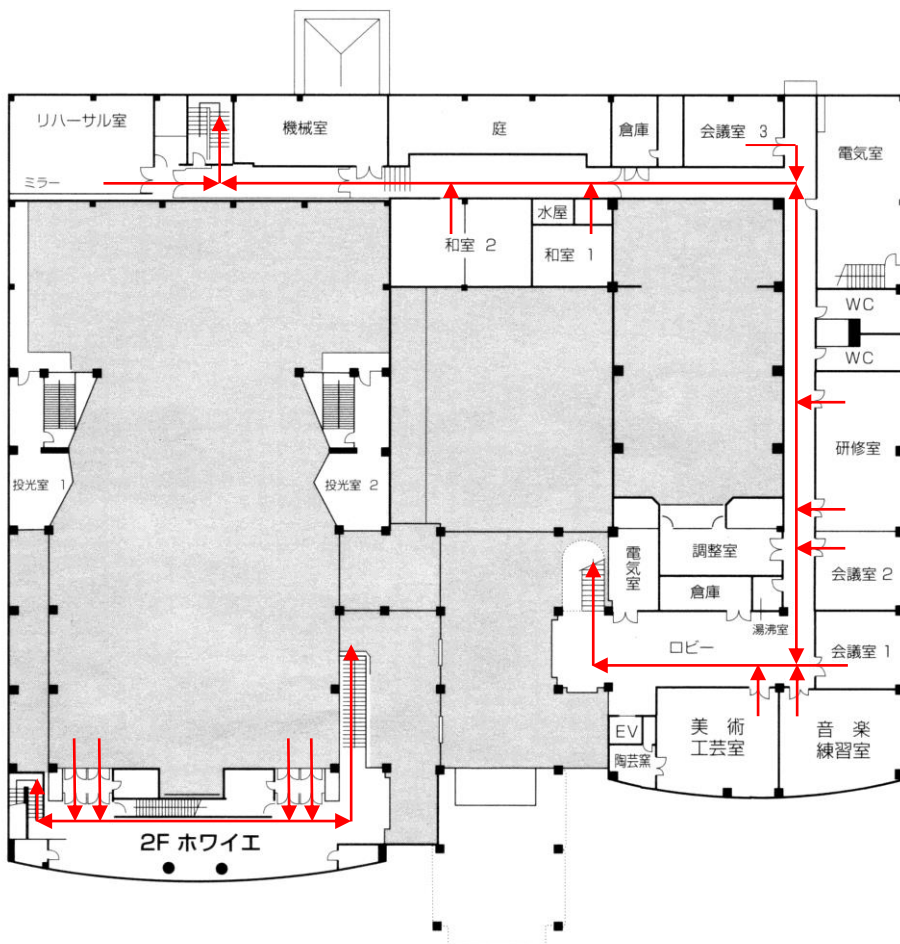 リハーサル室
機械室
庭
倉庫
会議室 3
電気室
ミラー
水屋
和室 2
和室 1
WC
WC
研修室
投光室 1
投光室 2
電気室
調整室
倉庫
湯沸室
会議室 2
ロビー
会議室 1
EV
陶芸窯
美 術
工芸室
音 楽
練習室
2F ホワイエ